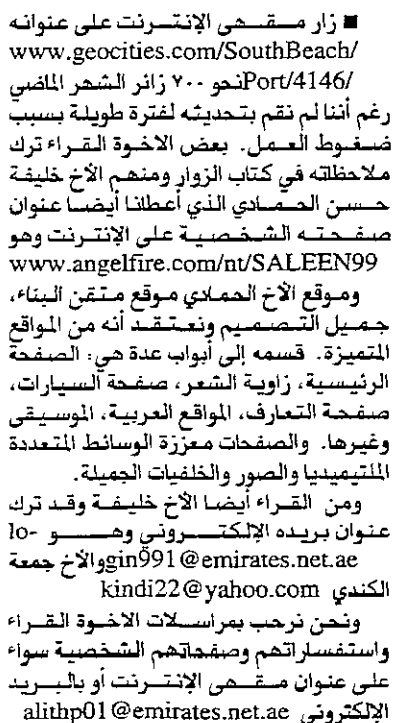 ■ زار مقهى الإنترنت على عنوانه
www.geocities.com/SouthBeach/
Port/4146/ نحو ٧٠٠ زائر الشهر الماضي
رغم أننا لم نقم بتحديثه لفترة طويلة بسبب
ضغوط العمل. بعض الاخوة القراء ترك
ملاحظاته في كتاب الزوار ومنهم الأخ خليفة
حسن الحمادي الذي أعطانا أيضا عنوان
صفحته الشخصية على الإنترنت وهو
www.angelfire.com/nt/SALEEN99
وموقع الأخ الحمادي موقع متقن البناء،
جميل التصميم ونعتقد أنه من المواقع
المتميزة. قسمه إلى أبواب عدة هي: الصفحة
الرئيسية، زاوية الشعر، صفحة السيارات،
صفحة التعارف، المواقع العربية، الموسيقى
وغيرها. والصفحات معززة الوسائط المتعددة
المليتميديا والصور والخلفيات الجميلة.
ومن القراء أيضا الأخ خليفة وقد ترك
عنوان بريده الإلكتروني وهو lo-
gin991@emirates.net.ae والأخ جمعة
الكندي kindi22@yahoo.com
ونحن نرحب بمراسلات الاخوة القراء
واستفساراتهم وصفحاتهم الشخصية سواء
على عنوان مقهى الإنترنت أو بالبريد
الالكتروني alithp01@emirates.net.ae